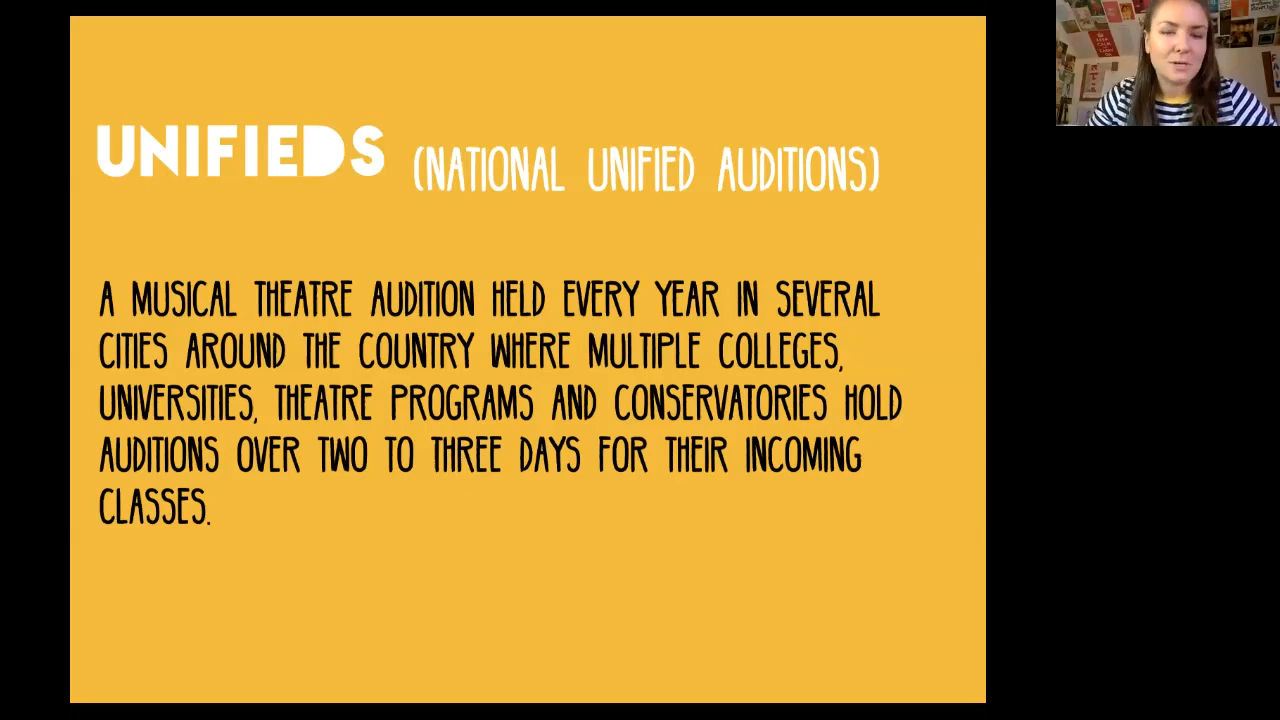 UNIFIEDS (NATIONAL UNIFIED AUDITIONS)
A MUSICAL THEATRE AUDITION HELD EVERY YEAR IN SEVERAL
CITIES AROUND THE COUNTRY WHERE MULTIPLE COLLEGES,
UNIVERSITIES, THEATRE PROGRAMS AND CONSERVATORIES HOLD
AUDITIONS OVER TWO TO THREE DAYS FOR THEIR INCOMING
CLASSES.